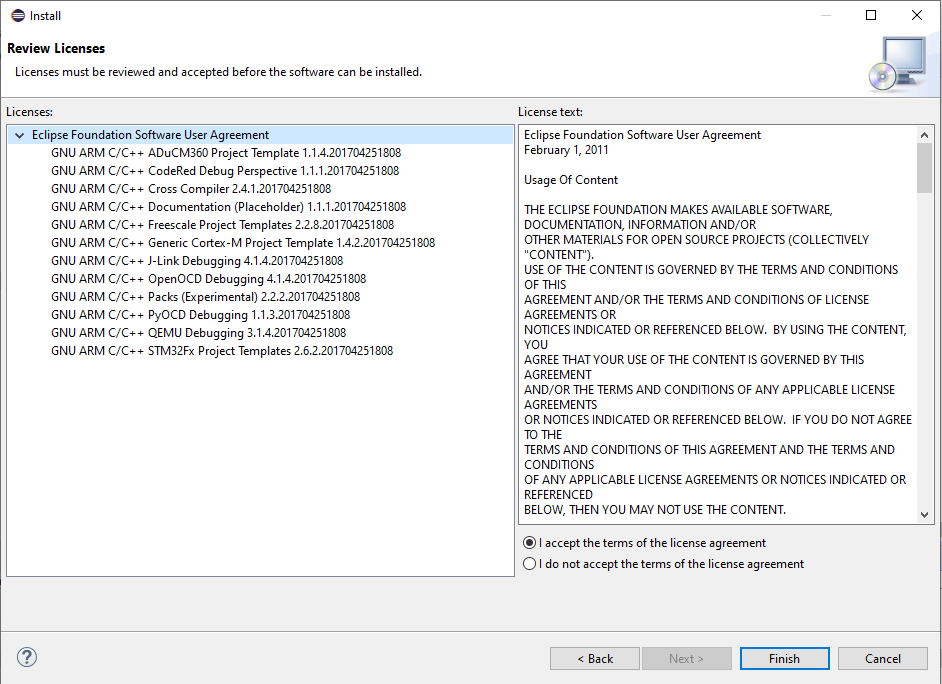 Install
Review Licenses
Licenses must be reviewed and accepted before the software can be installed.
Licenses:
Eclipse Foundation Software User Agreement
GNU ARM C/C++ ADuCM360 Project Template 1.1.4.201704251808
GNU ARM C/C++ CodeRed Debug Perspective 1.1.1.201704251808
GNU ARM C/C++ Cross Compiler 2.4.1.201704251808
GNU ARM C/C++ Documentation (Placeholder) 1.1.1.201704251808
GNU ARM C/C++ Freescale Project Templates 2.2.8.201704251808
GNU ARM C/C++ Generic Cortex-M Project Template 1.4.2.201704251808
GNU ARM C/C++ J-Link Debugging 4.1.4.201704251808
GNU ARM C/C++ OpenOCD Debugging 4.1.4.201704251808
GNU ARM C/C++ Packs (Experimental) 2.2.2.201704251808
GNU ARM C/C++ PyOCD Debugging 1.1.3.201704251808
GNU ARM C/C++ QEMU Debugging 3.1.4.201704251808
GNU ARM C/C++ STM32Fx Project Templates 2.6.2.201704251808
License text:
Eclipse Foundation Software User Agreement
February 1, 2011
Usage Of Content
THE ECLIPSE FOUNDATION MAKES AVAILABLE SOFTWARE,
DOCUMENTATION, INFORMATION AND/OR
OTHER MATERIALS FOR OPEN SOURCE PROJECTS (COLLECTIVELY
"CONTENT").
USE OF THE CONTENT IS GOVERNED BY THE TERMS AND CONDITIONS
OF THIS
AGREEMENT AND/OR THE TERMS AND CONDITIONS OF LICENSE
AGREEMENTS OR
NOTICES INDICATED OR REFERENCED BELOW.  BY USING THE CONTENT,
YOU
AGREE THAT YOUR USE OF THE CONTENT IS GOVERNED BY THIS
AGREEMENT
AND/OR THE TERMS AND CONDITIONS OF ANY APPLICABLE LICENSE
AGREEMENTS
OR NOTICES INDICATED OR REFERENCED BELOW.  IF YOU DO NOT AGREE
TO THE
TERMS AND CONDITIONS OF THIS AGREEMENT AND THE TERMS AND
CONDITIONS
OF ANY APPLICABLE LICENSE AGREEMENTS OR NOTICES INDICATED OR
REFERENCED
BELOW, THEN YOU MAY NOT USE THE CONTENT.
I accept the terms of the license agreement
I do not accept the terms of the license agreement
?
< Back
Next >
Finish
Cancel